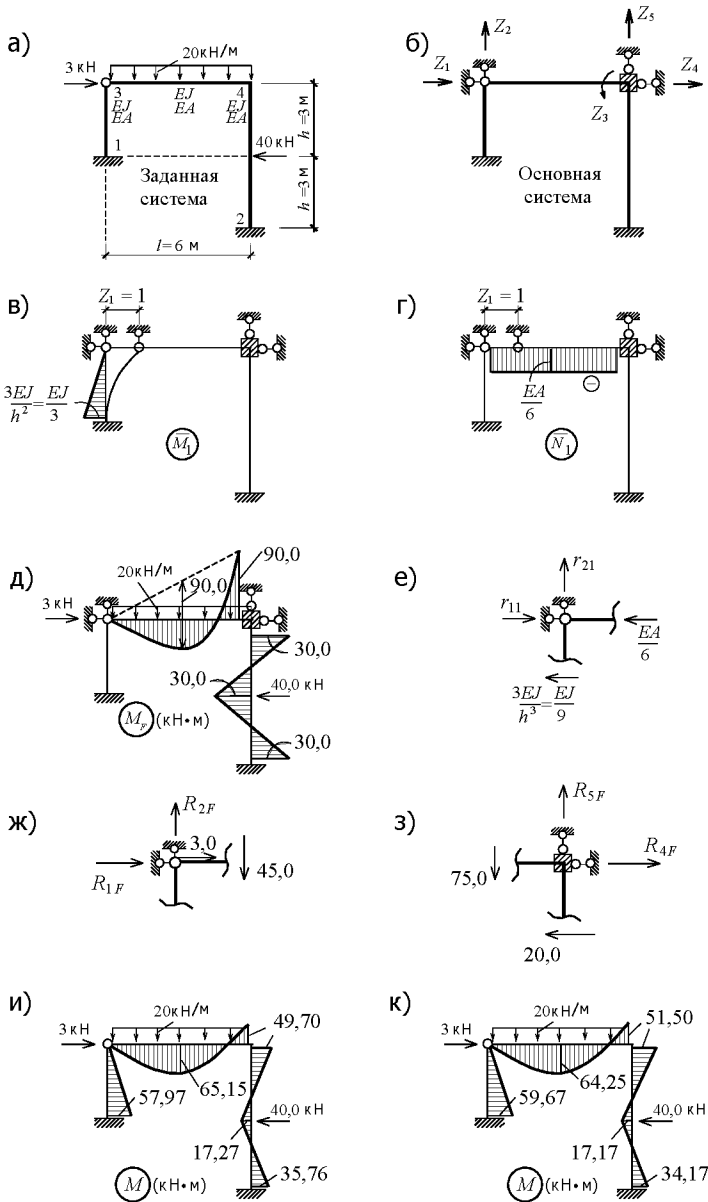 а)
3 кН
20кН/м
3
EJ
EA
EJ
EA
4
EJ
EA
1
40 кН
h = 3 м
h = 3 м
Заданная
система
2
l = 6 м
б)
Z2
Z5
Z1
Z4
Z3
Основная
система
в)
Z1 = 1
3EJ/h² = EJ/3
M̅1
г)
Z1 = 1
EA/6
−
N̅1
д)
90,0
20кН/м
90,0
3 кН
30,0
30,0
40,0 кН
30,0
MF (кН•м)
е)
r21
r11
EA/6
3EJ/h³ = EJ/9
ж)
R2F
3,0
45,0
R1F
з)
R5F
R4F
75,0
20,0
и)
20кН/м
49,70
3 кН
57,97
65,15
40,0 кН
17,27
35,76
M (кН•м)
к)
20кН/м
51,50
3 кН
59,67
64,25
40,0 кН
17,17
34,17
M (кН•м)